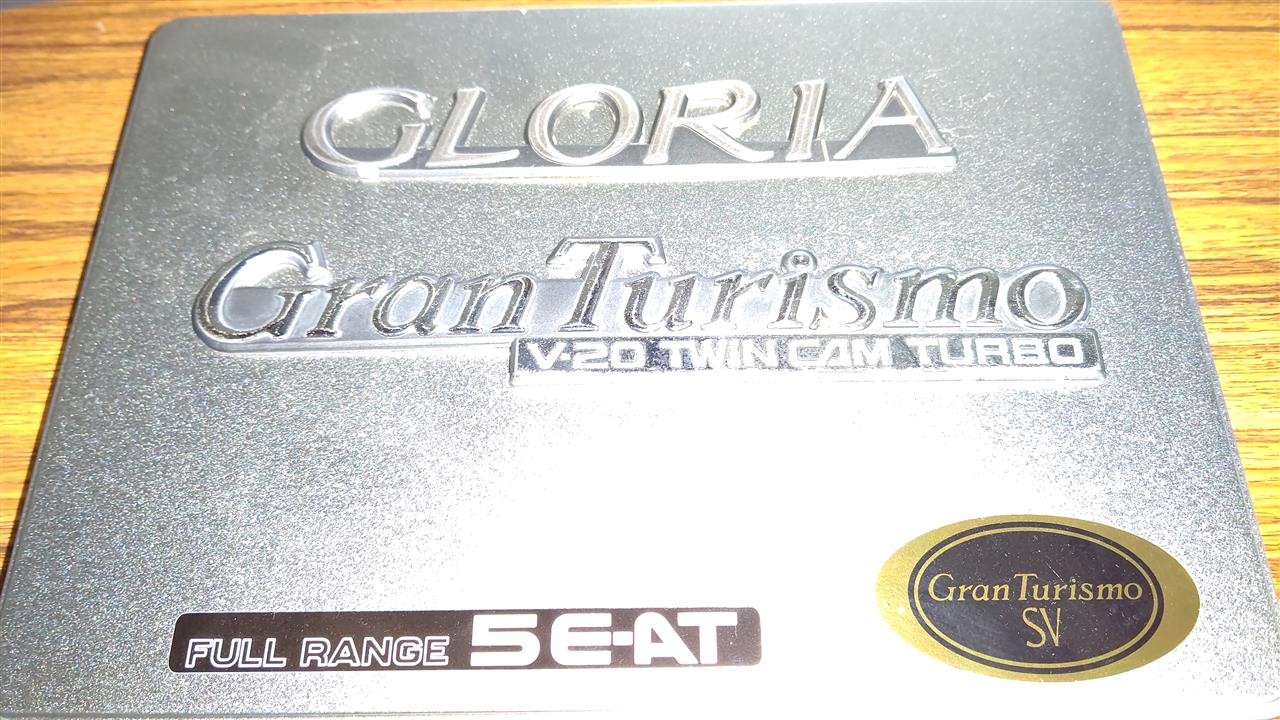 GLORIA
Gran Turismo
V·20 TWIN CAM TURBO
FULL RANGE 5E-AT
Gran Turismo
SV